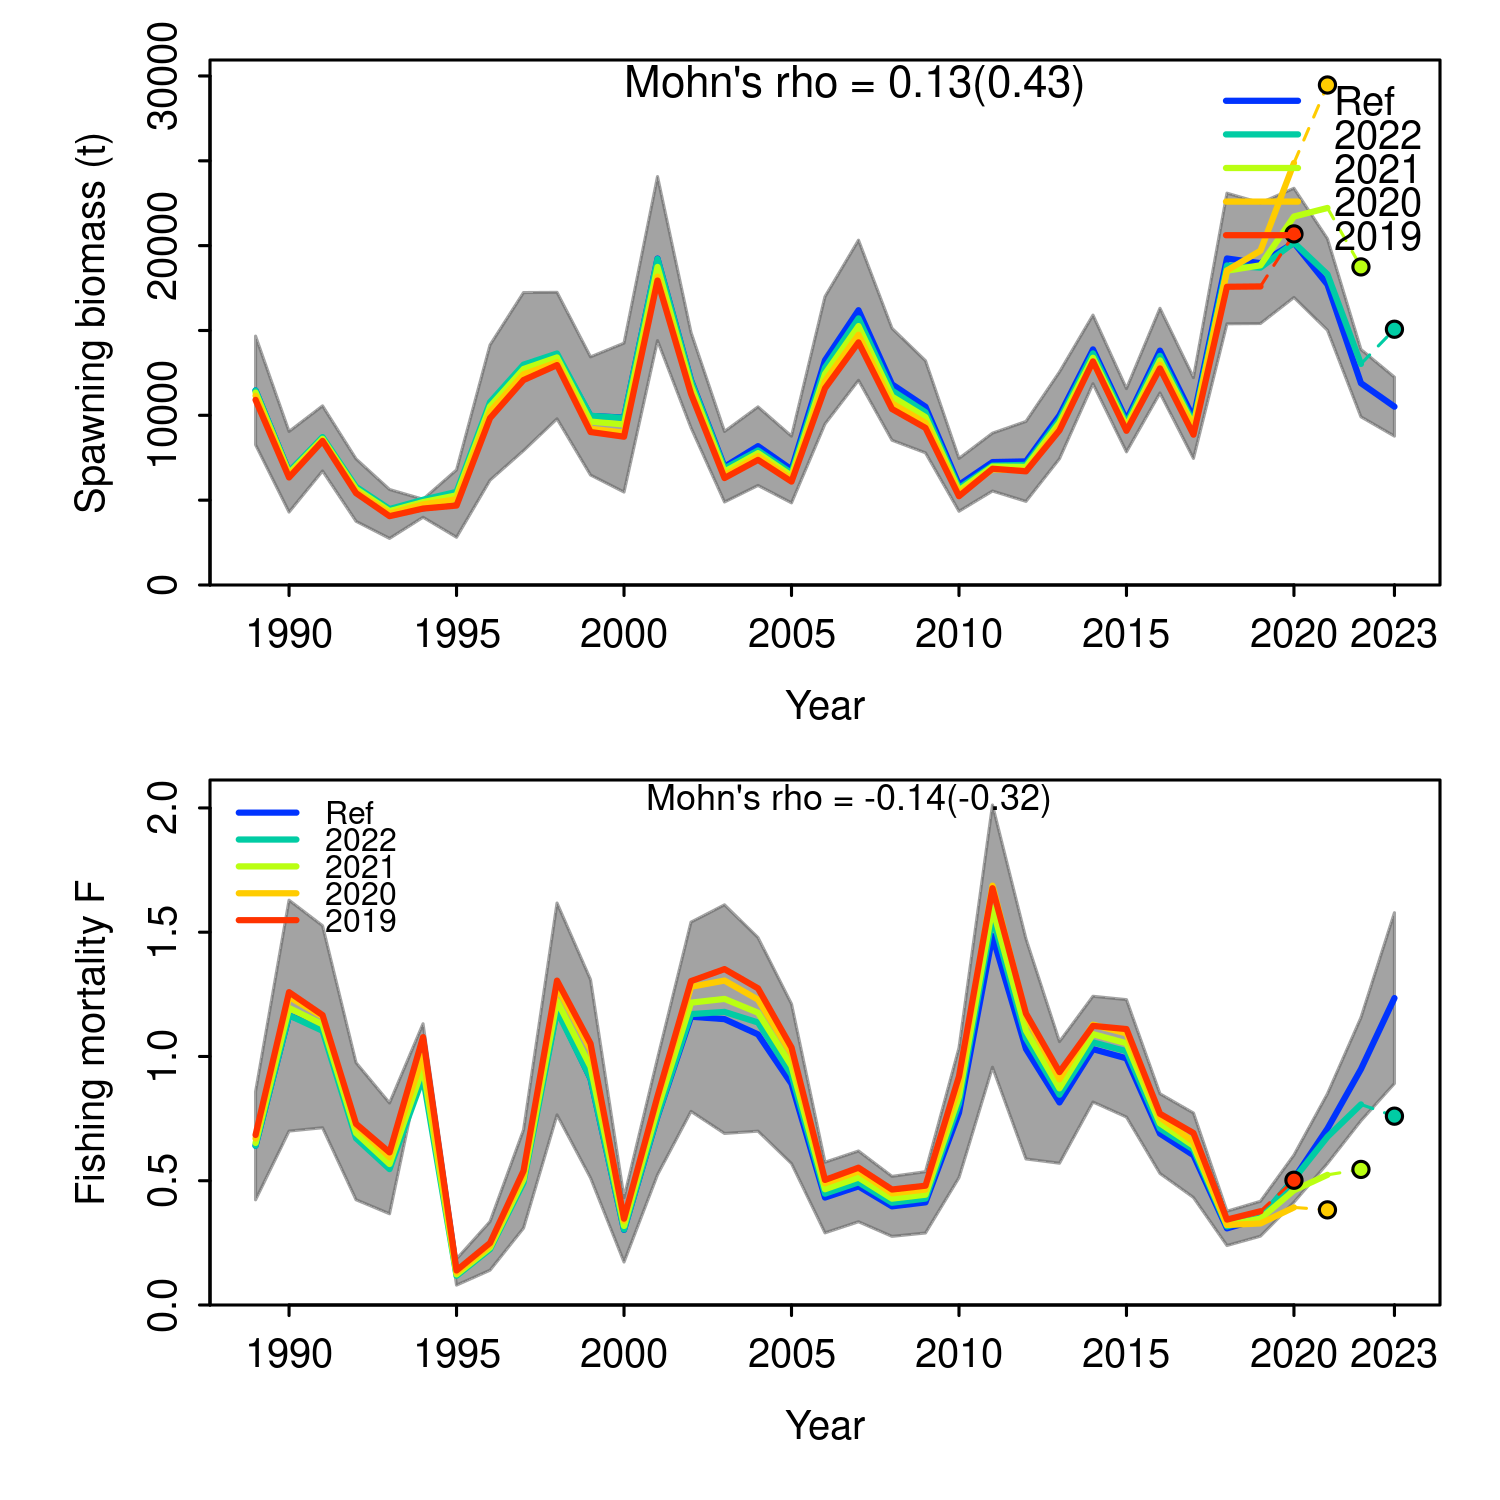 Mohn's rho = 0.13(0.43)
Spawning biomass (t)
30000
20000
10000
0
Ref
2022
2021
2020
2019
1990 1995 2000 2005 2010 2015 2020 2023
Year
Mohn's rho = -0.14(-0.32)
Fishing mortality F
2.0
1.5
1.0
0.5
0.0
Ref
2022
2021
2020
2019
1990 1995 2000 2005 2010 2015 2020 2023
Year